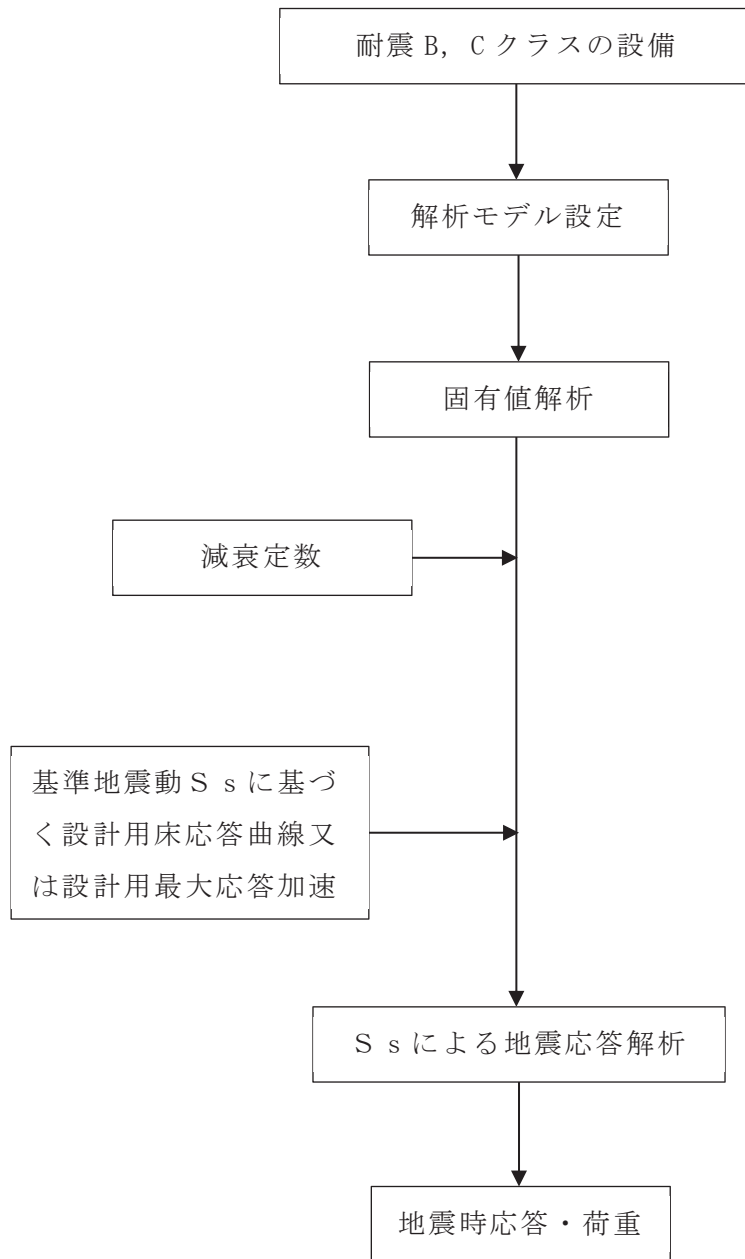 耐震 B, C クラスの設備
解析モデル設定
固有値解析
減衰定数
基準地震動Ｓｓに基づ
く設計用床応答曲線又
は設計用最大応答加速
Ｓｓによる地震応答解析
地震時応答・荷重